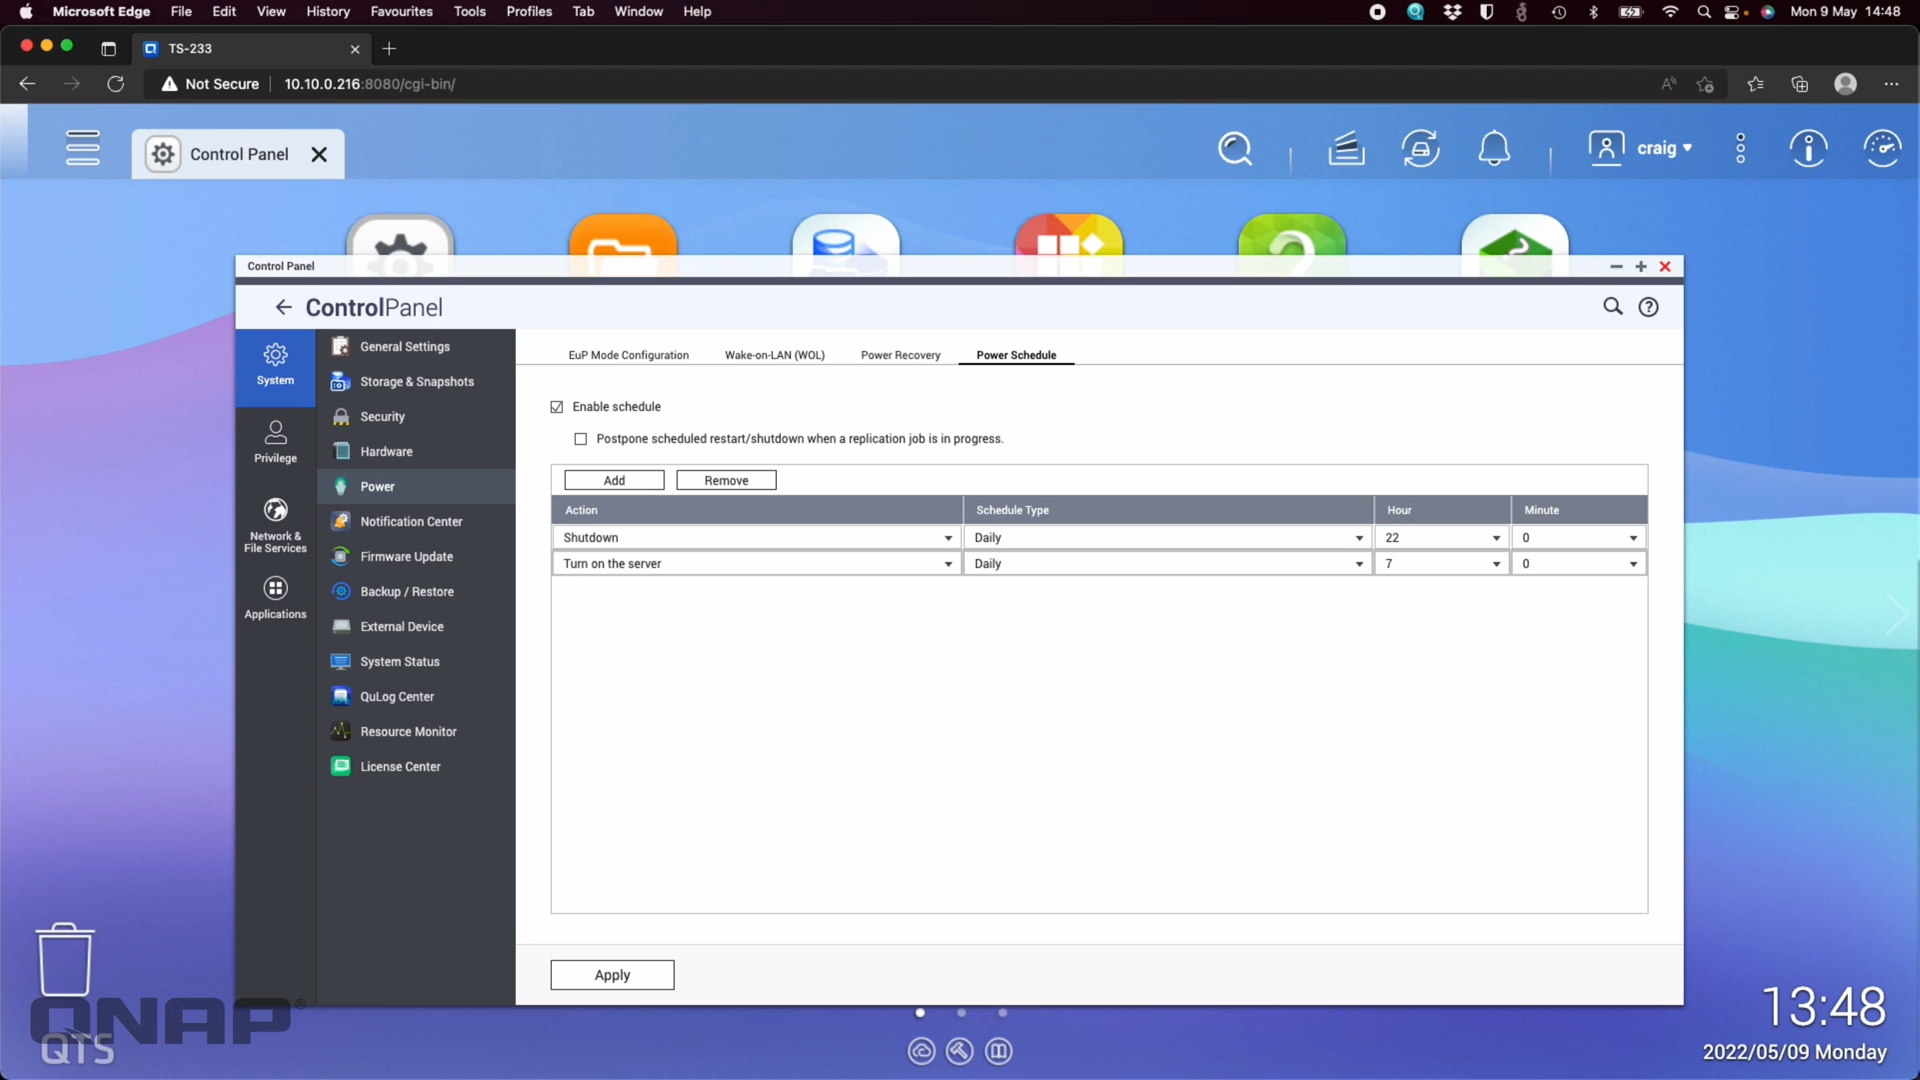 Microsoft Edge File Edit View History Favourites Tools Profiles Tab Window Help Mon 9 May 14:48
TS-233
Not Secure 10.10.0.216:8080/cgi-bin/
Control Panel craig
Control Panel
ControlPanel
System
Privilege
Network &
File Services
Applications
General Settings
Storage & Snapshots
Security
Hardware
Power
Notification Center
Firmware Update
Backup / Restore
External Device
System Status
QuLog Center
Resource Monitor
License Center
EuP Mode Configuration Wake-on-LAN (WOL) Power Recovery Power Schedule
Enable schedule
Postpone scheduled restart/shutdown when a replication job is in progress.
Add Remove
Action Schedule Type Hour Minute
Shutdown Daily 22 0
Turn on the server Daily 7 0
Apply
QNAP®
QTS
13:48
2022/05/09 Monday